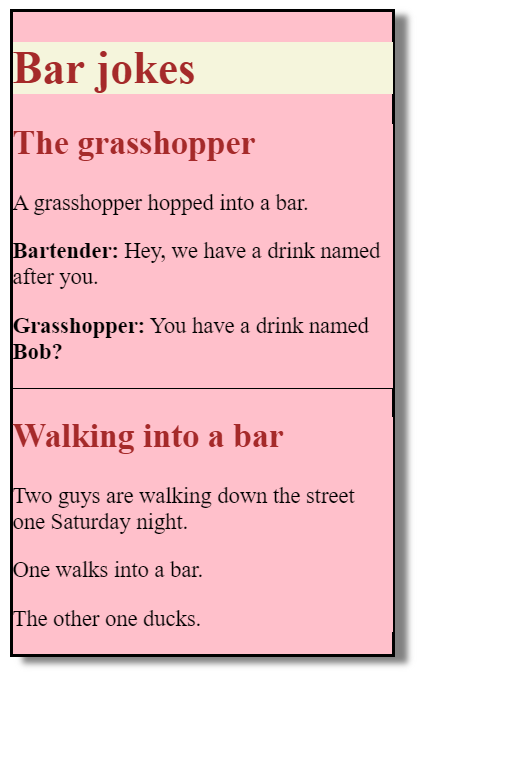 Bar jokes
The grasshopper
A grasshopper hopped into a bar.
Bartender: Hey, we have a drink named
after you.
Grasshopper: You have a drink named
Bob?
Walking into a bar
Two guys are walking down the street
one Saturday night.
One walks into a bar.
The other one ducks.